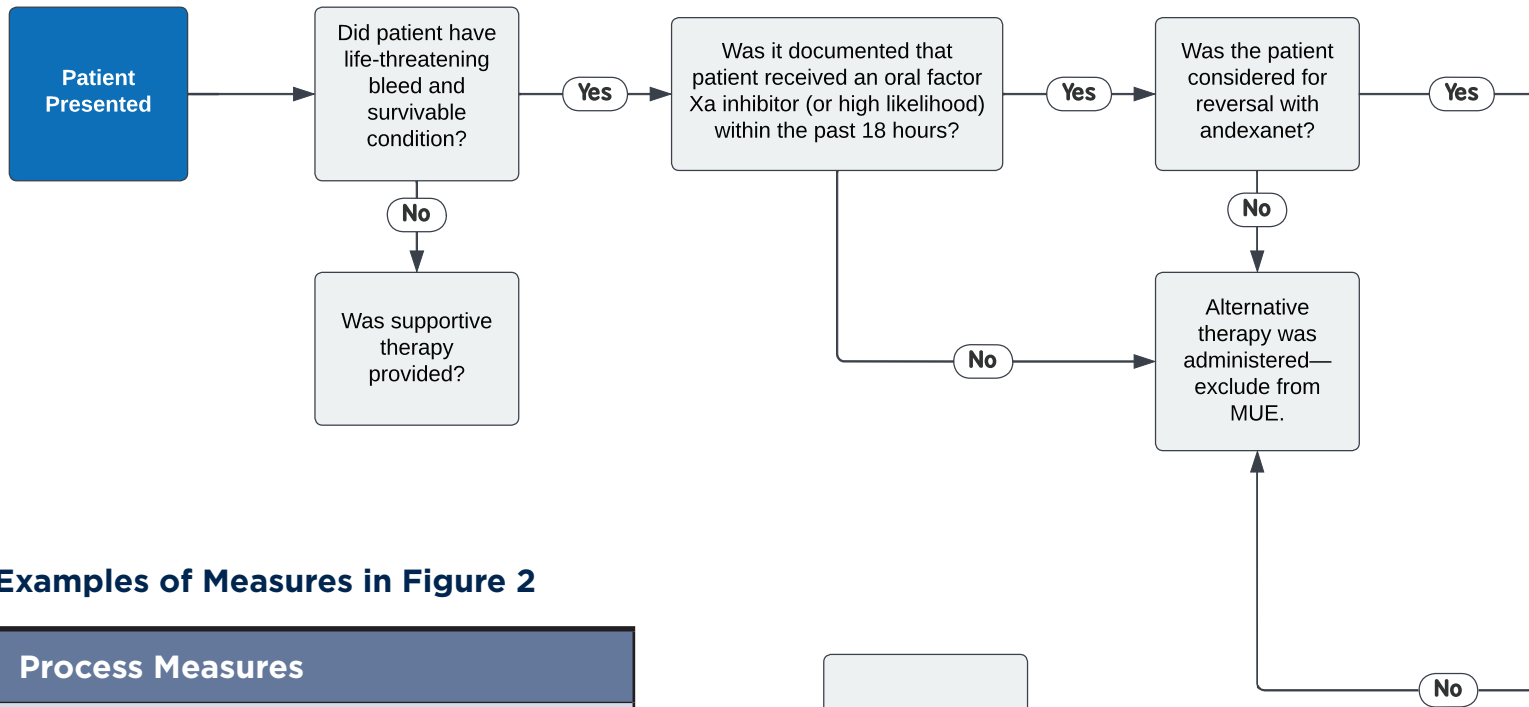 Patient
Presented
Did patient have
life-threatening
bleed and
survivable
condition?
Yes
Was it documented that
patient received an oral factor
Xa inhibitor (or high likelihood)
within the past 18 hours?
Yes
Was the patient
considered for
reversal with
andexanet?
Yes
No
No
Was supportive
therapy
provided?
No
Alternative
therapy was
administered—
exclude from
MUE.
Examples of Measures in Figure 2
Process Measures
No